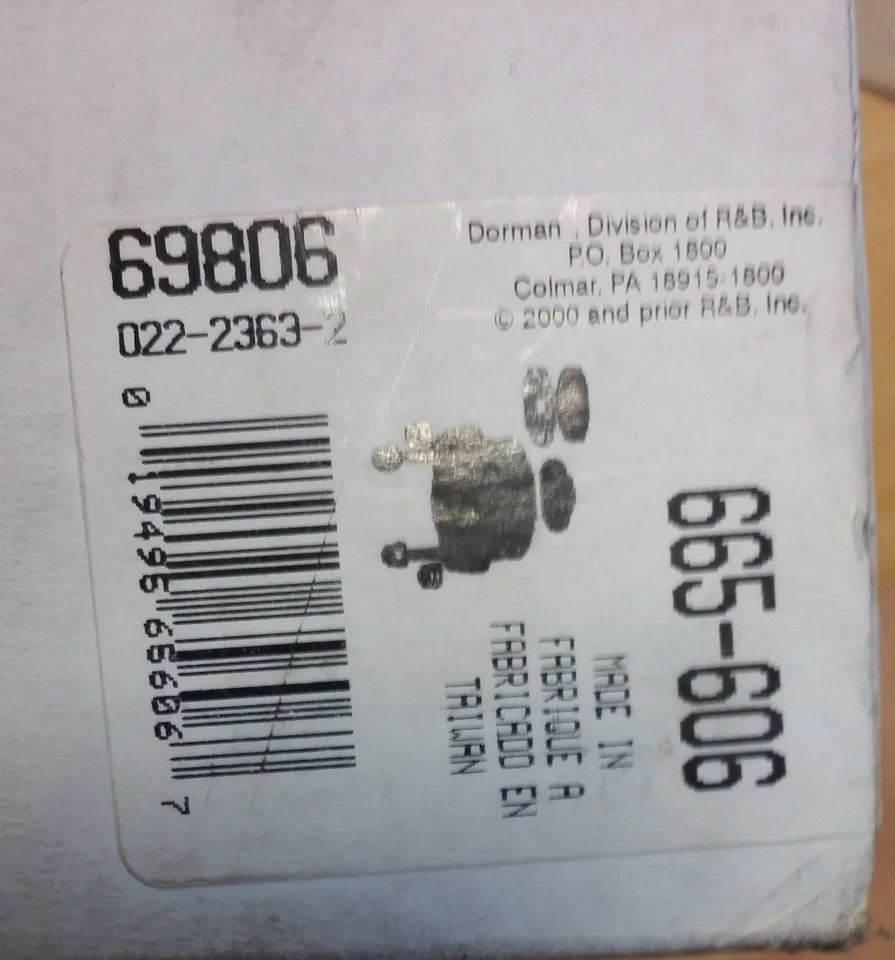 69806
022-2363-2
Dorman , Division of R&B, Inc.
P.O. Box 1800
Colmar, PA 18915-1800
© 2000 and prior R&B, Inc.
0 19495 65606 7
665-606
MADE IN
FABRIQUE A
FABRICADO EN
TAIWAN